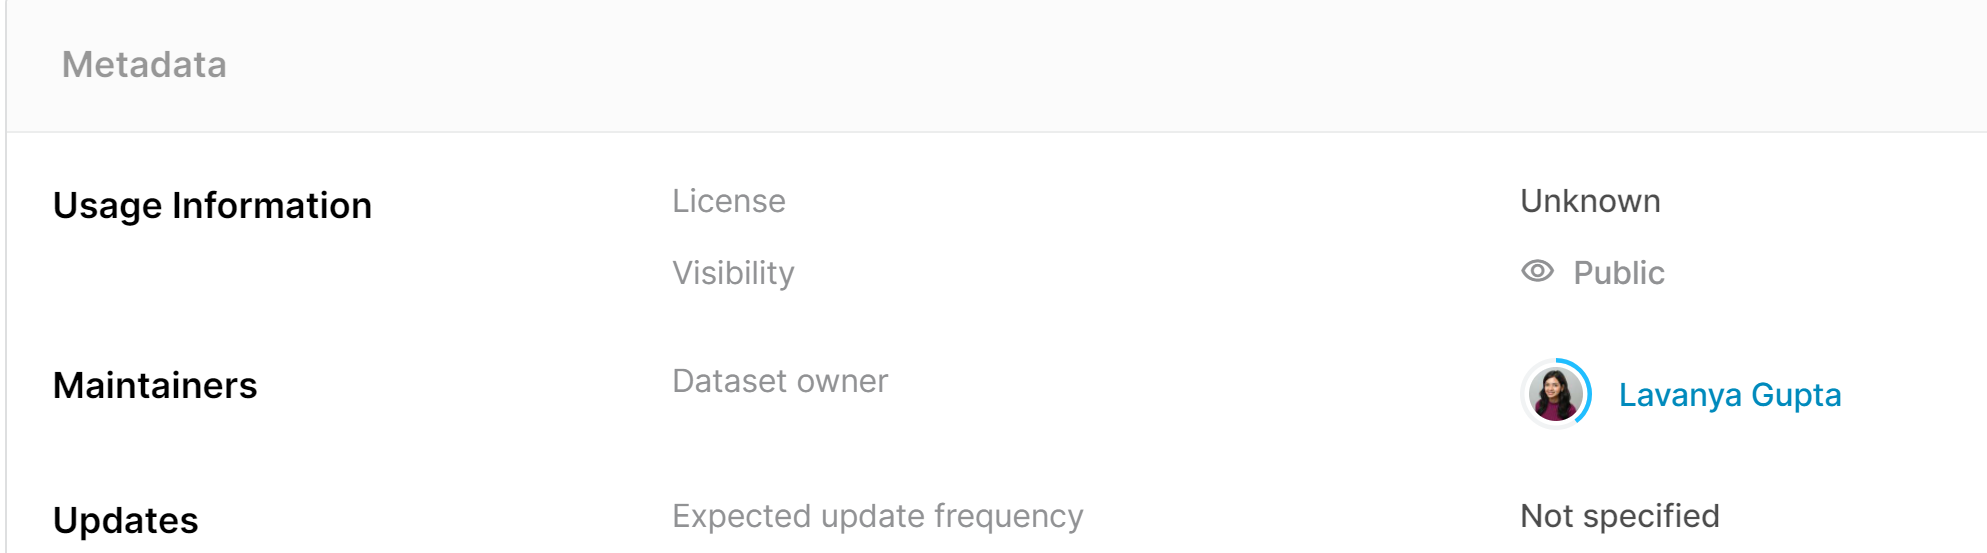 Metadata
Usage Information
License
Unknown
Visibility
Public
Maintainers
Dataset owner
Lavanya Gupta
Updates
Expected update frequency
Not specified